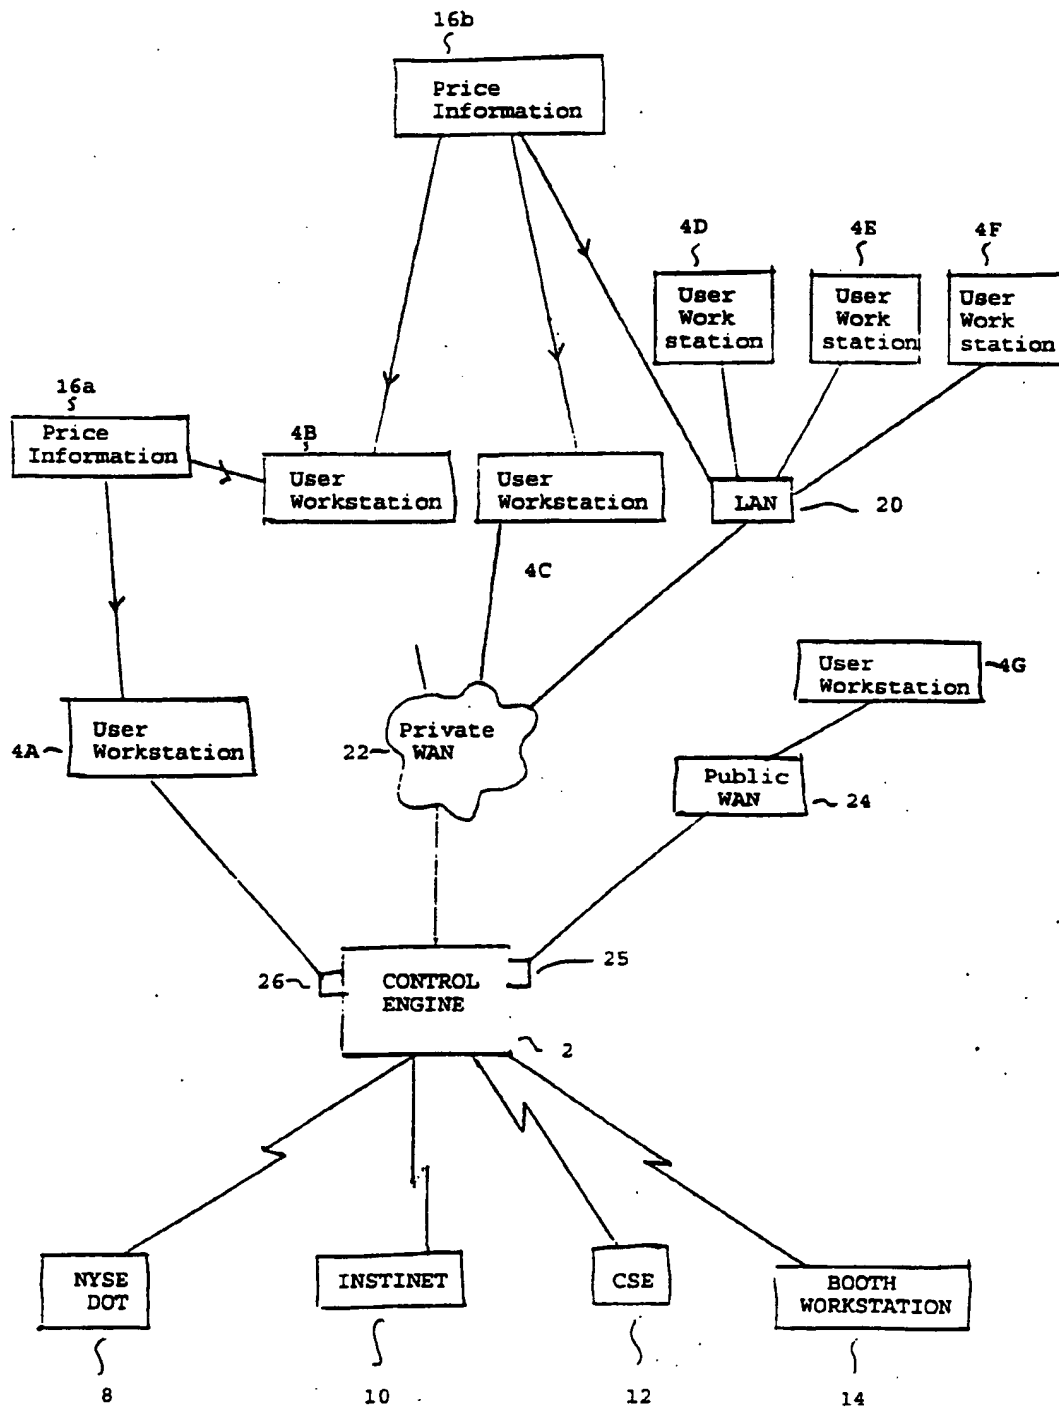 16b
Price
Information
4D
4E
4F
User
Work
station
User
Work
station
User
Work
station
16a
Price
Information
4B
User
Workstation
User
Workstation
LAN
20
4C
User
Workstation
4G
4A
User
Workstation
22
Private
WAN
Public
WAN
24
26
CONTROL
ENGINE
25
2
NYSE
DOT
INSTINET
CSE
BOOTH
WORKSTATION
8
10
12
14